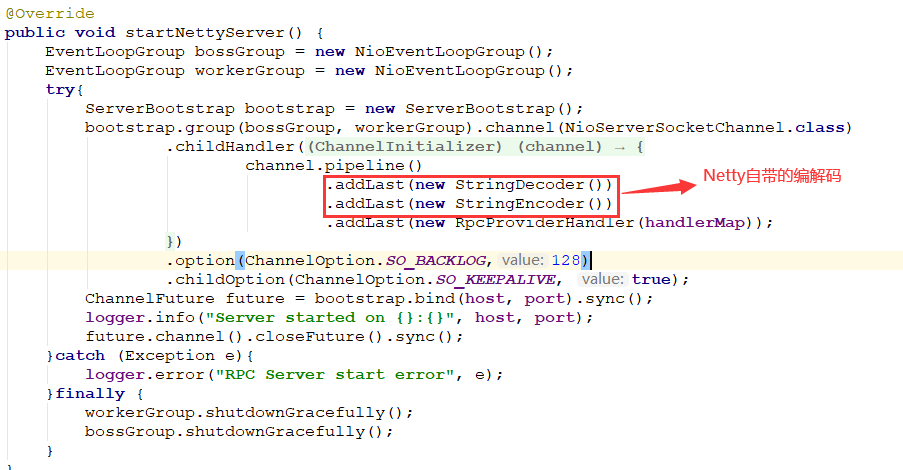 @Override
public void startNettyServer() {
EventLoopGroup bossGroup = new NioEventLoopGroup();
EventLoopGroup workerGroup = new NioEventLoopGroup();
try{
ServerBootstrap bootstrap = new ServerBootstrap();
bootstrap.group(bossGroup, workerGroup).channel(NioServerSocketChannel.class)
.childHandler((ChannelInitializer) (channel) → {
channel.pipeline()
.addLast(new StringDecoder())
Netty自带的编解码
.addLast(new StringEncoder())
.addLast(new RpcProviderHandler(handlerMap));
})
.option(ChannelOption.SO_BACKLOG, value: 128)
.childOption(ChannelOption.SO_KEEPALIVE, value: true);
ChannelFuture future = bootstrap.bind(host, port).sync();
logger.info("Server started on {}:{}", host, port);
future.channel().closeFuture().sync();
}catch (Exception e){
logger.error("RPC Server start error", e);
}finally {
workerGroup.shutdownGracefully();
bossGroup.shutdownGracefully();
}